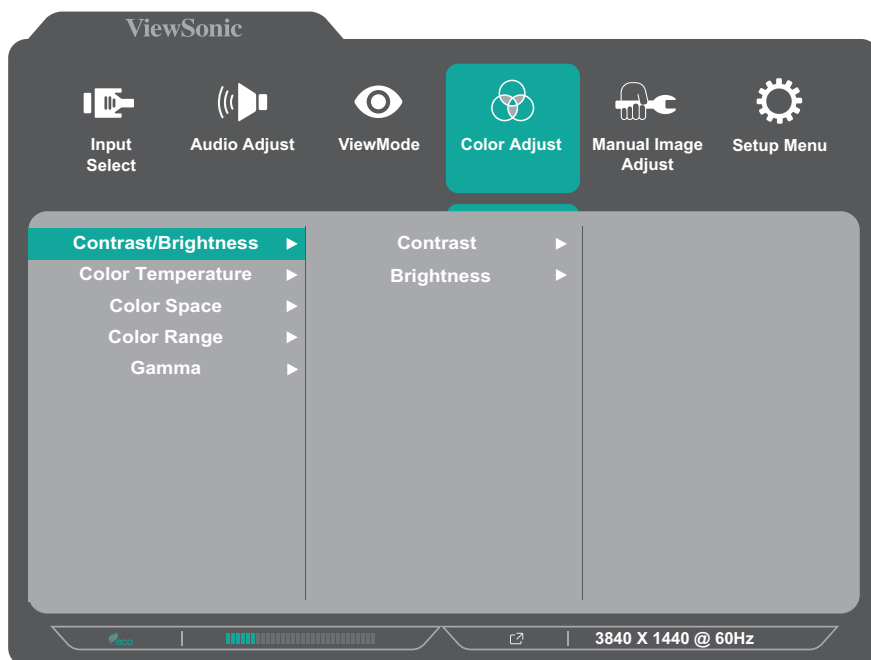 ViewSonic
Input
Select
Audio Adjust
ViewMode
Color Adjust
Manual Image
Adjust
Setup Menu
Contrast/Brightness
Color Temperature
Color Space
Color Range
Gamma
Contrast
Brightness
eco
3840 X 1440 @ 60Hz